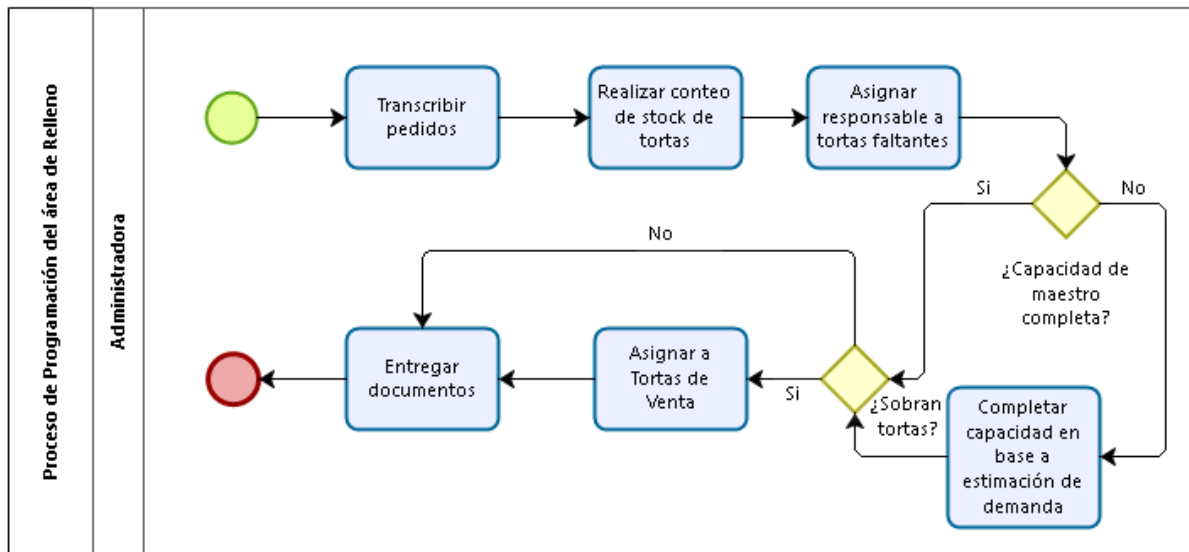 Proceso de Programación del área de Relleno
Administradora
Transcribir
pedidos
Realizar conteo
de stock de
tortas
Asignar
responsable a
tortas faltantes
Si
No
¿Capacidad de
maestro
completa?
No
Entregar
documentos
Asignar a
Tortas de
Venta
Si
¿Sobran
tortas?
Completar
capacidad en
base a
estimación de
demanda